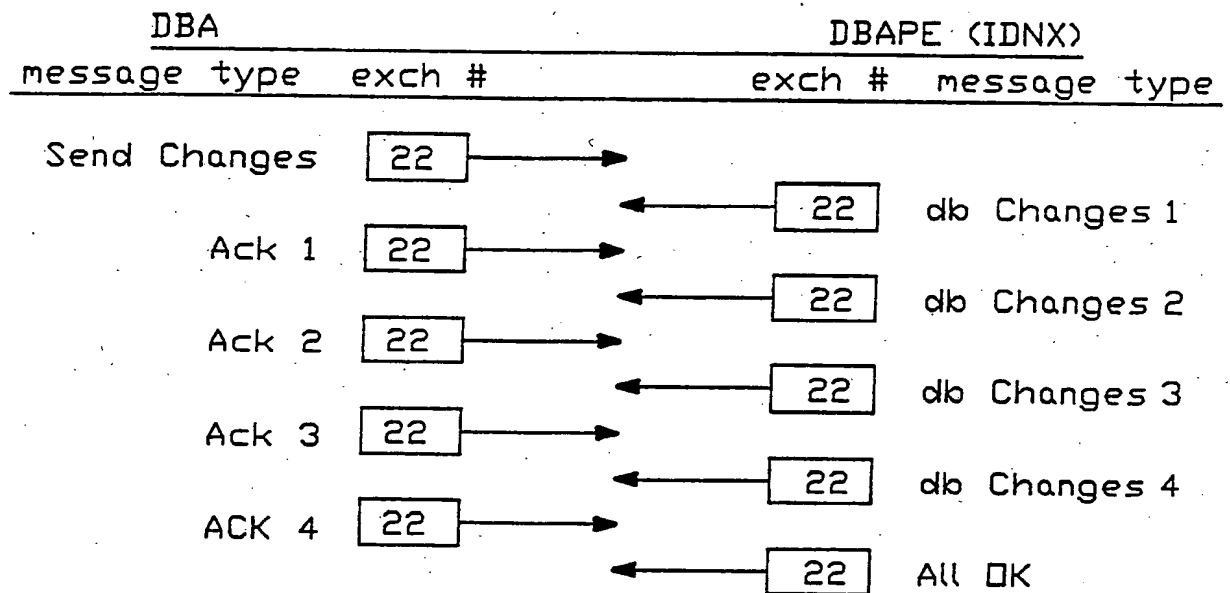 DBA DBAPE (IDNX)
message type exch # exch # message type
Send Changes 22
22 db Changes 1
Ack 1 22
22 db Changes 2
Ack 2 22
22 db Changes 3
Ack 3 22
22 db Changes 4
ACK 4 22
22 All OK